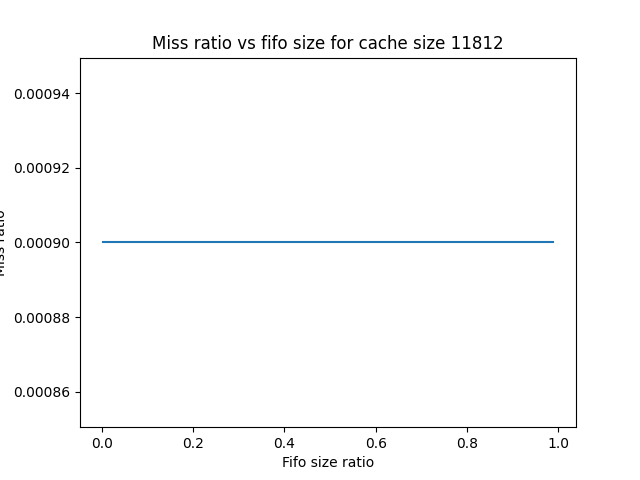 Miss ratio vs fifo size for cache size 11812
0.00094
0.00092
0.00090
0.00088
0.00086
Miss ratio
0.0 0.2 0.4 0.6 0.8 1.0
Fifo size ratio